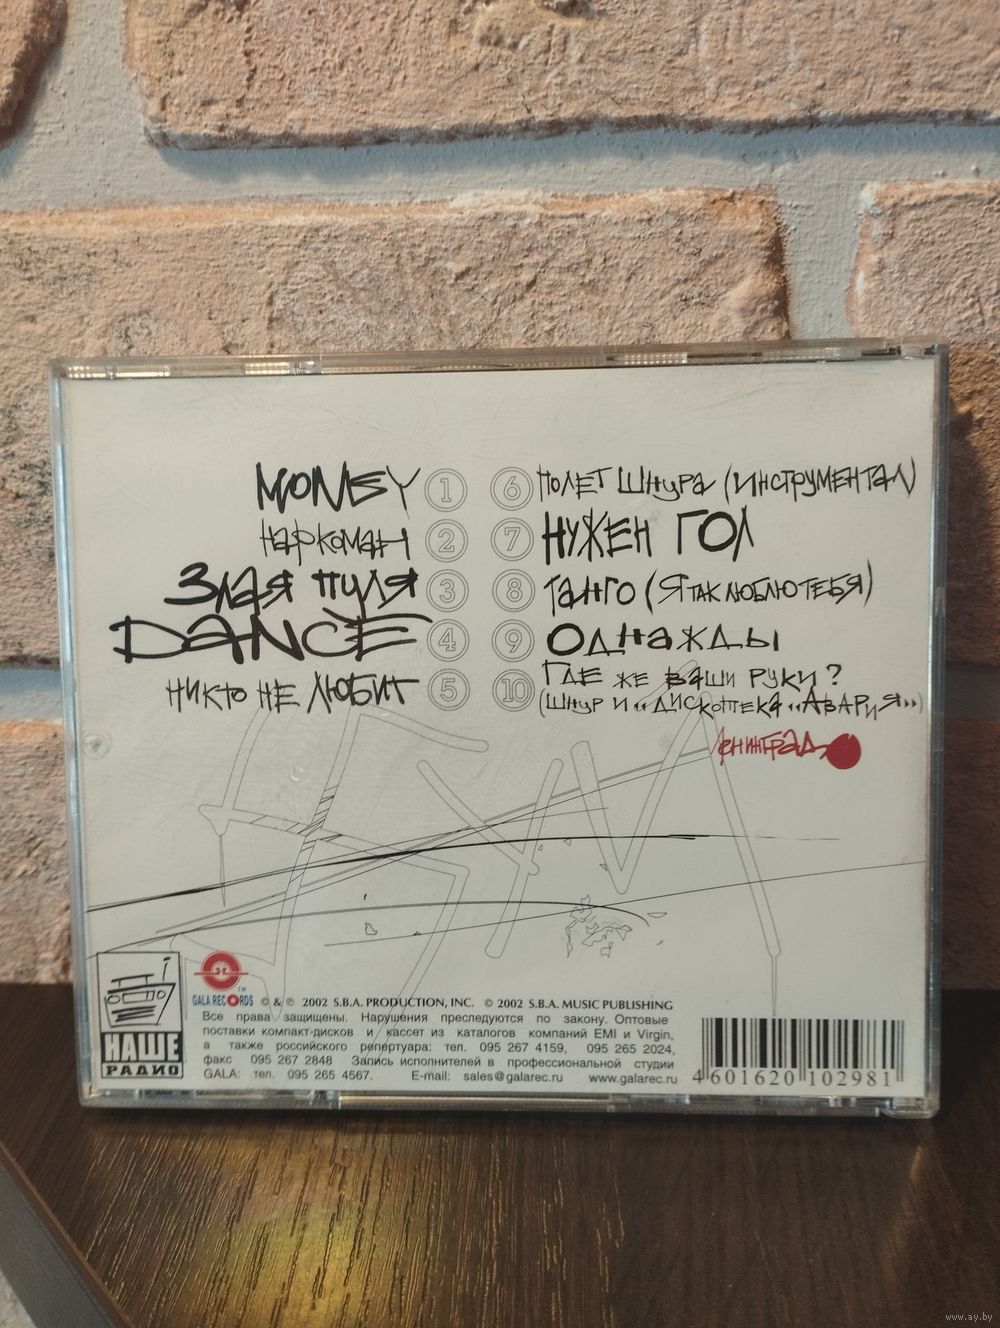 MONEY 1
НАРКОМАН 2
ЗЛАЯ ПУЛЯ 3
DANCE 4
НИКТО НЕ ЛЮБИТ 5
6 ПОЛЕТ ШНУРА (ИНСТРУМЕНТАЛ)
7 НУЖЕН ГОЛ
8 ТАНГО (Я ТАК ЛЮБЛЮ ТЕБЯ)
9 ОДНАЖДЫ
10 ГДЕ ЖЕ ВАШИ РУКИ?
(ШНУР И «ДИСКОТЕКА «АВАРИЯ»)
ЛЕНИНГРАД
НАШЕ
РАДИО
GALA RECORDS TM
© & ℗ 2002 S.B.A. PRODUCTION, INC. © 2002 S.B.A. MUSIC PUBLISHING
Все права защищены. Нарушения преследуются по закону. Оптовые
поставки компакт-дисков и кассет из каталогов компаний EMI и Virgin,
а также российского репертуара: тел. 095 267 4159, 095 265 2024,
факс 095 267 2848 Запись исполнителей в профессиональной студии
GALA: тел. 095 265 4567. E-mail: sales@galarec.ru www.galarec.ru
4 601620 102981
www.ay.by